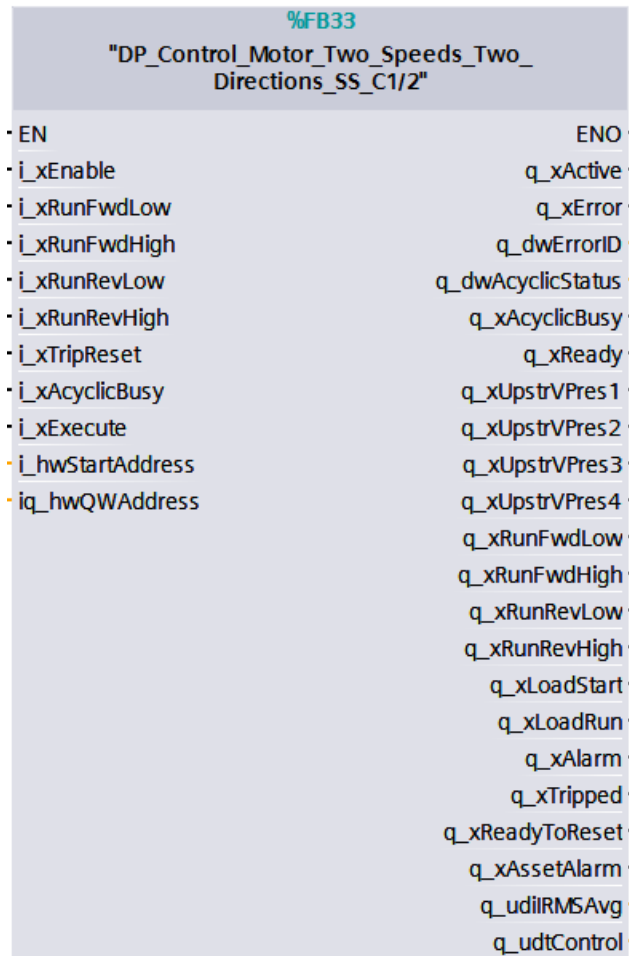 %FB33
"DP_Control_Motor_Two_Speeds_Two_
Directions_SS_C1/2"
EN ENO
i_xEnable q_xActive
i_xRunFwdLow q_xError
i_xRunFwdHigh q_dwErrorID
i_xRunRevLow q_dwAcyclicStatus
i_xRunRevHigh q_xAcyclicBusy
i_xTripReset q_xReady
i_xAcyclicBusy q_xUpstrVPres1
i_xExecute q_xUpstrVPres2
i_hwStartAddress q_xUpstrVPres3
iq_hwQWAddress q_xUpstrVPres4
q_xRunFwdLow
q_xRunFwdHigh
q_xRunRevLow
q_xRunRevHigh
q_xLoadStart
q_xLoadRun
q_xAlarm
q_xTripped
q_xReadyToReset
q_xAssetAlarm
q_udiIRMSAvg
q_udtControl